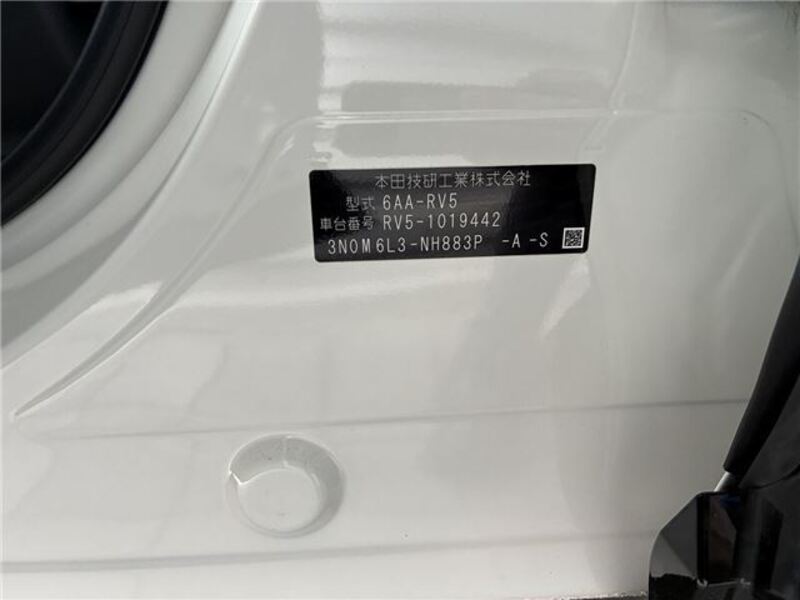 本田技研工業株式会社
型式 6AA-RV5
車台番号 RV5-1019442
3N0M6L3-NH883P -A-S